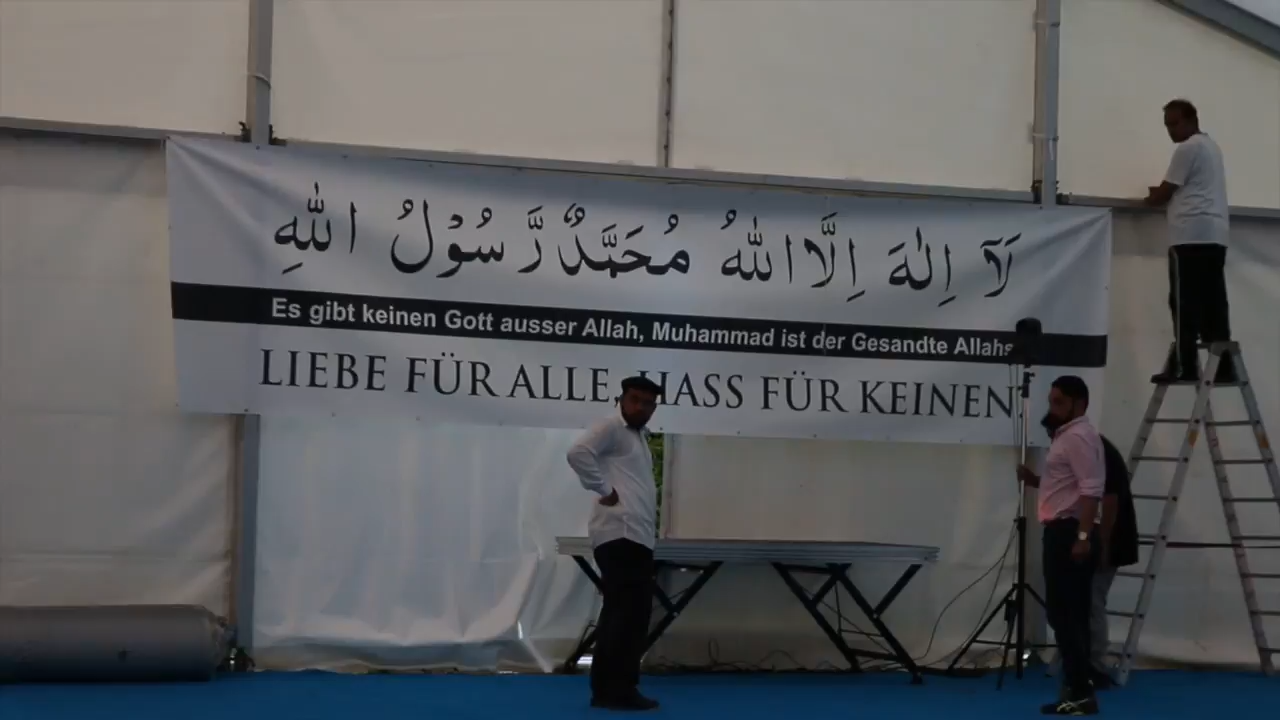 لَآ اِلٰهَ اِلَّا اللّٰهُ مُحَمَّدٌ رَّسُوْلُ اللّٰهِ
Es gibt keinen Gott ausser Allah, Muhammad ist der Gesandte Allahs
LIEBE FÜR ALLE, HASS FÜR KEINEN